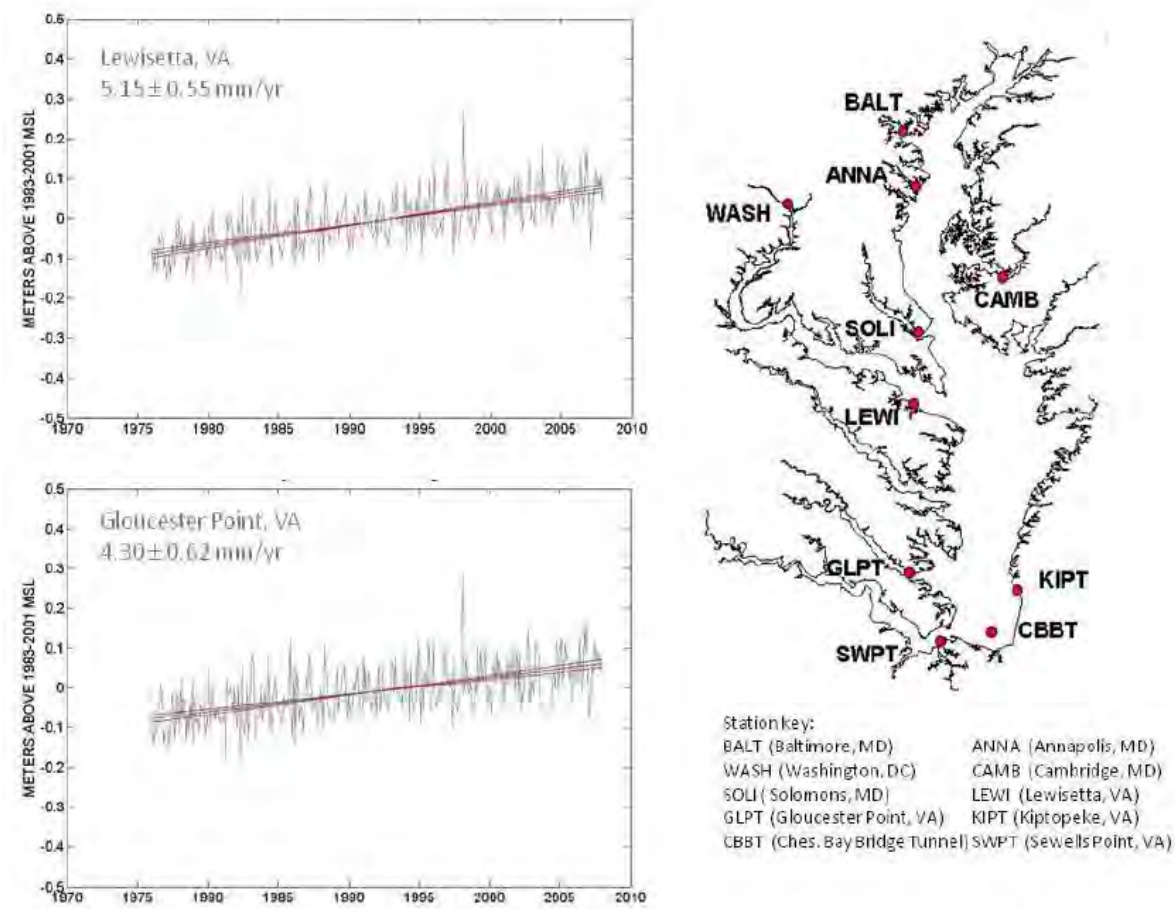 Lewisetta, VA
5.15±0.55 mm/yr
METERS ABOVE 1983-2001 MSL
0.5
0.4
0.3
0.2
0.1
0
-0.1
-0.2
-0.3
-0.4
-0.5
1970 1975 1980 1985 1990 1995 2000 2005 2010
Gloucester Point, VA
4.30±0.62 mm/yr
METERS ABOVE 1983-2001 MSL
0.5
0.4
0.3
0.2
0.1
0
-0.1
-0.2
-0.3
-0.4
-0.5
1970 1975 1980 1985 1990 1995 2000 2005 2010
BALT
ANNA
WASH
CAMB
SOLI
LEWI
GLPT
KIPT
CBBT
SWPT
Station key:
BALT (Baltimore, MD) ANNA (Annapolis, MD)
WASH (Washington, DC) CAMB (Cambridge, MD)
SOLI (Solomons, MD) LEWI (Lewisetta, VA)
GLPT (Gloucester Point, VA) KIPT (Kiptopeke, VA)
CBBT (Ches. Bay Bridge Tunnel) SWPT (Sewells Point, VA)